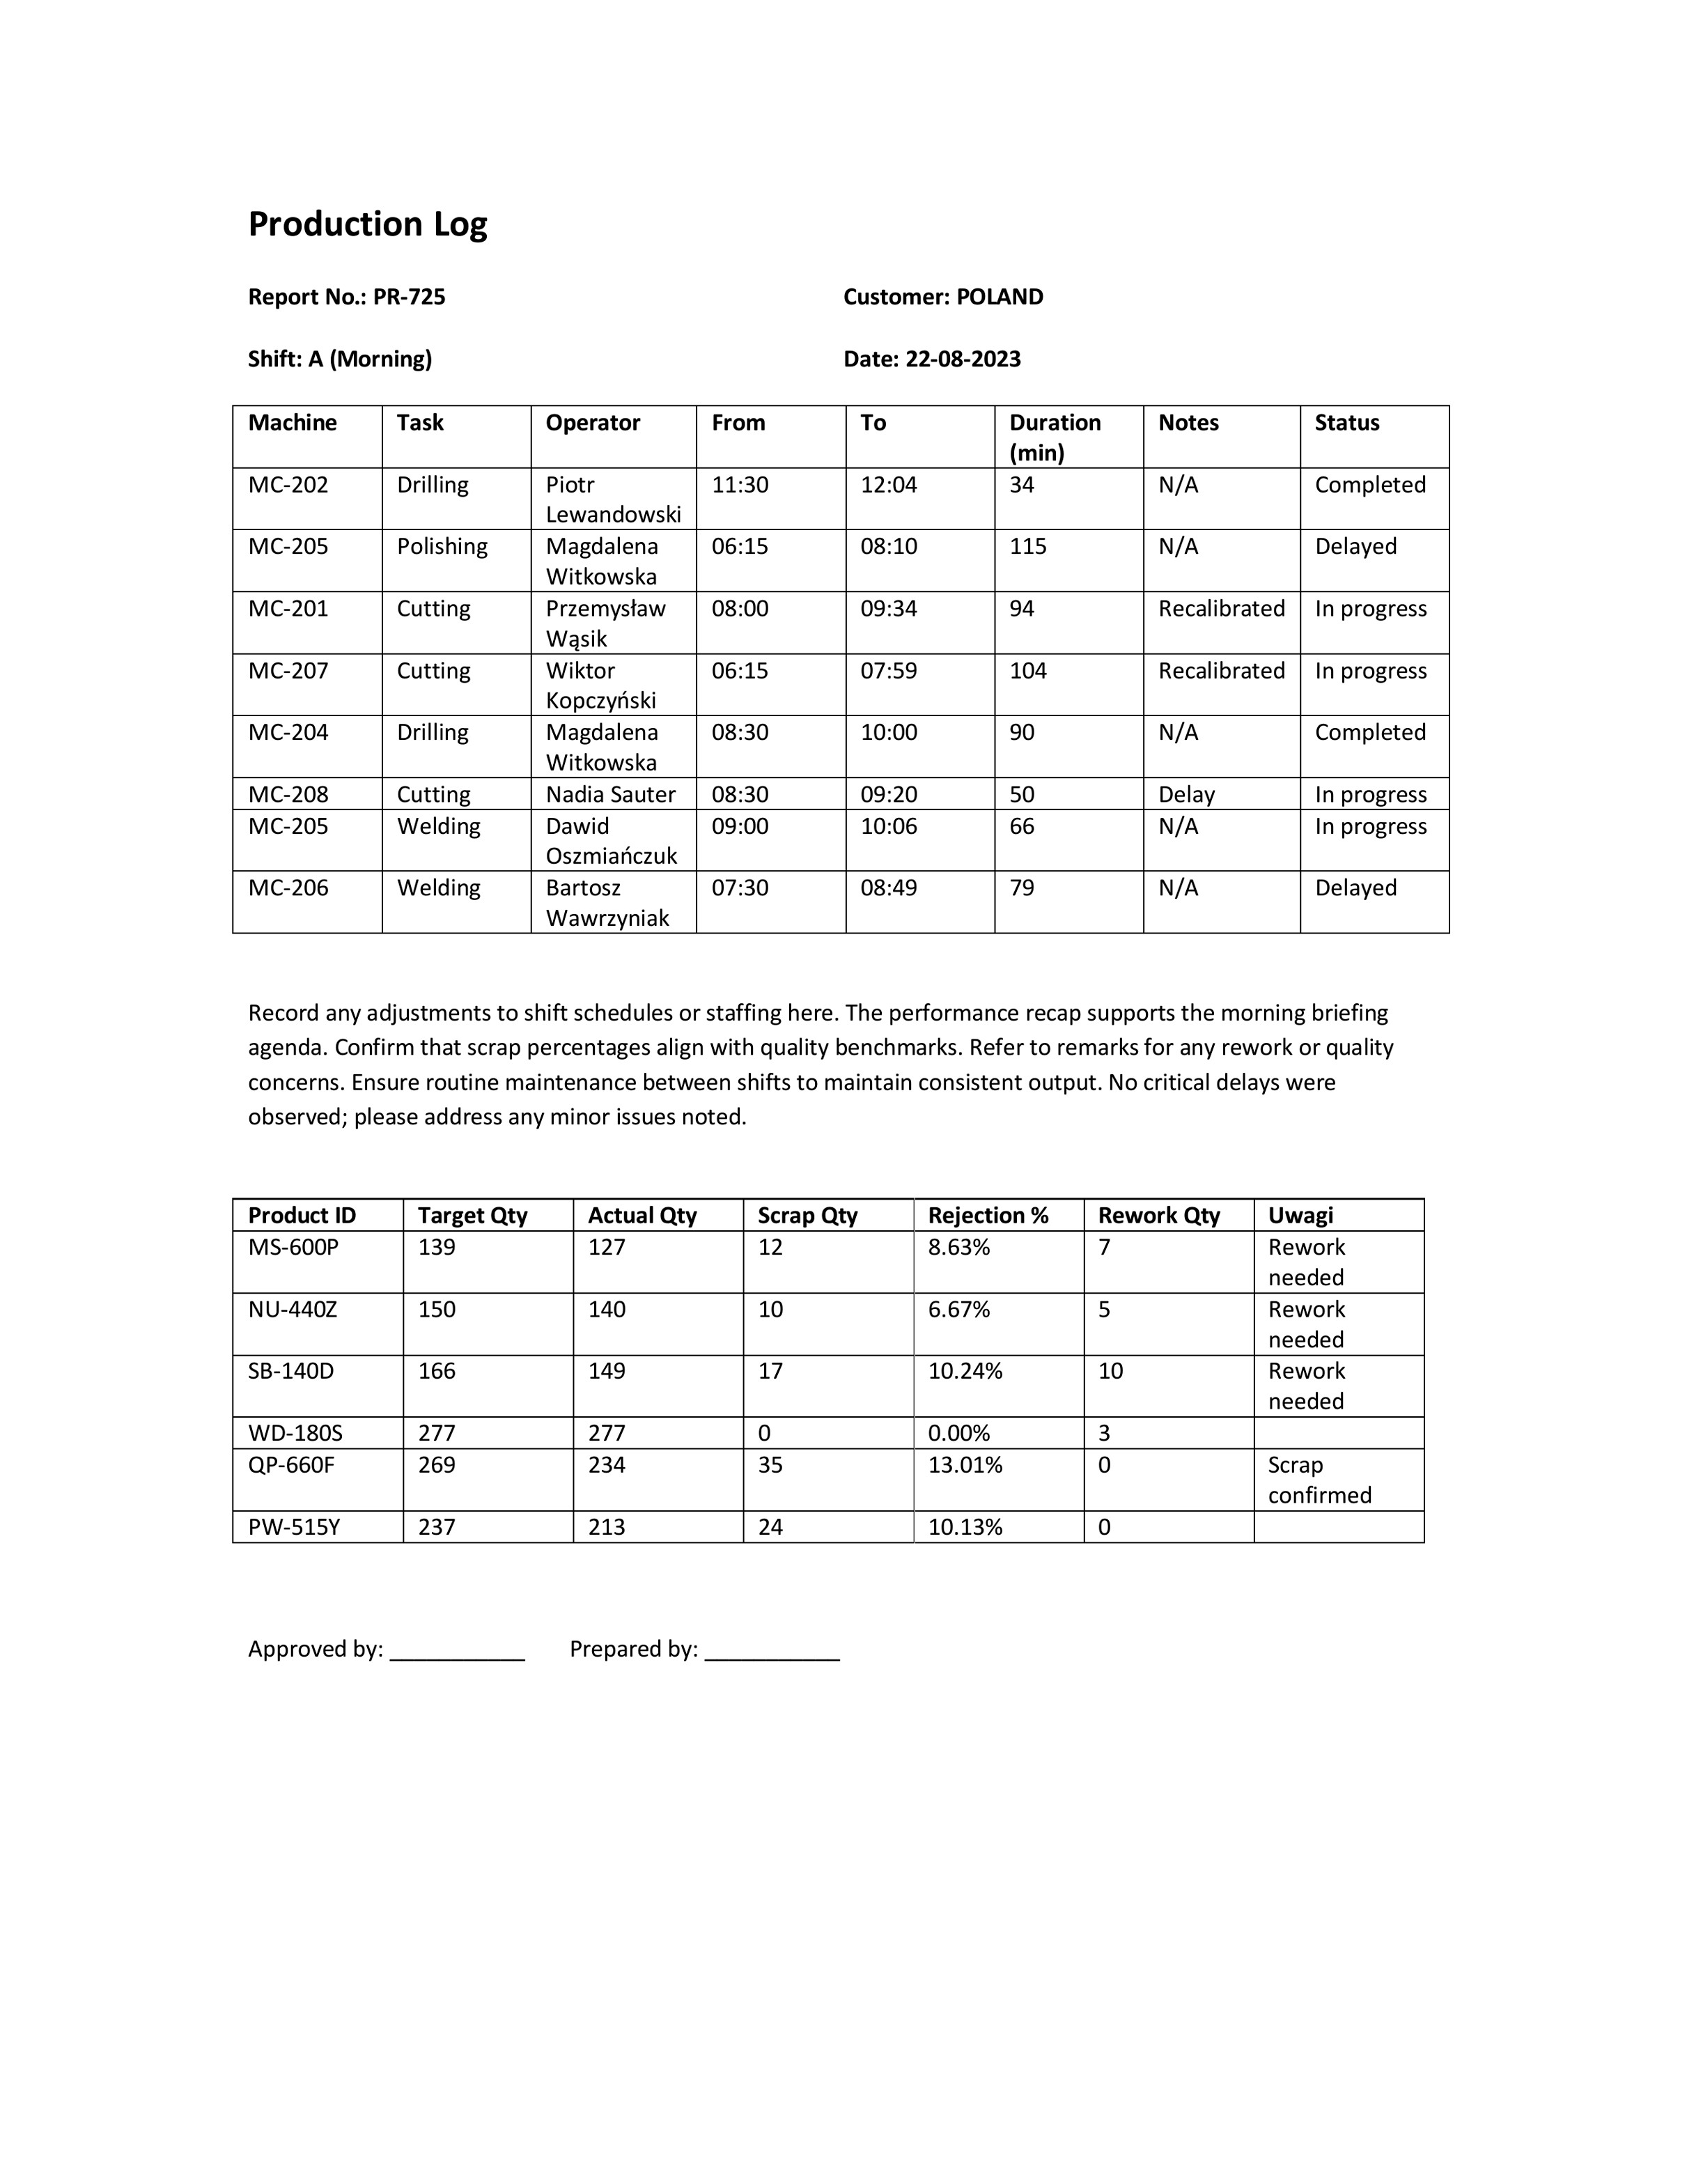 Production Log
Report No.: PR-725 Customer: POLAND
Shift: A (Morning) Date: 22-08-2023
Machine Task Operator From To Duration (min) Notes Status
MC-202 Drilling Piotr Lewandowski 11:30 12:04 34 N/A Completed
MC-205 Polishing Magdalena Witkowska 06:15 08:10 115 N/A Delayed
MC-201 Cutting Przemysław Wąsik 08:00 09:34 94 Recalibrated In progress
MC-207 Cutting Wiktor Kopczyński 06:15 07:59 104 Recalibrated In progress
MC-204 Drilling Magdalena Witkowska 08:30 10:00 90 N/A Completed
MC-208 Cutting Nadia Sauter 08:30 09:20 50 Delay In progress
MC-205 Welding Dawid Oszmiańczuk 09:00 10:06 66 N/A In progress
MC-206 Welding Bartosz Wawrzyniak 07:30 08:49 79 N/A Delayed
Record any adjustments to shift schedules or staffing here. The performance recap supports the morning briefing
agenda. Confirm that scrap percentages align with quality benchmarks. Refer to remarks for any rework or quality
concerns. Ensure routine maintenance between shifts to maintain consistent output. No critical delays were
observed; please address any minor issues noted.
Product ID Target Qty Actual Qty Scrap Qty Rejection % Rework Qty Uwagi
MS-600P 139 127 12 8.63% 7 Rework needed
NU-440Z 150 140 10 6.67% 5 Rework needed
SB-140D 166 149 17 10.24% 10 Rework needed
WD-180S 277 277 0 0.00% 3
QP-660F 269 234 35 13.01% 0 Scrap confirmed
PW-515Y 237 213 24 10.13% 0
Approved by: ___________ Prepared by: ___________